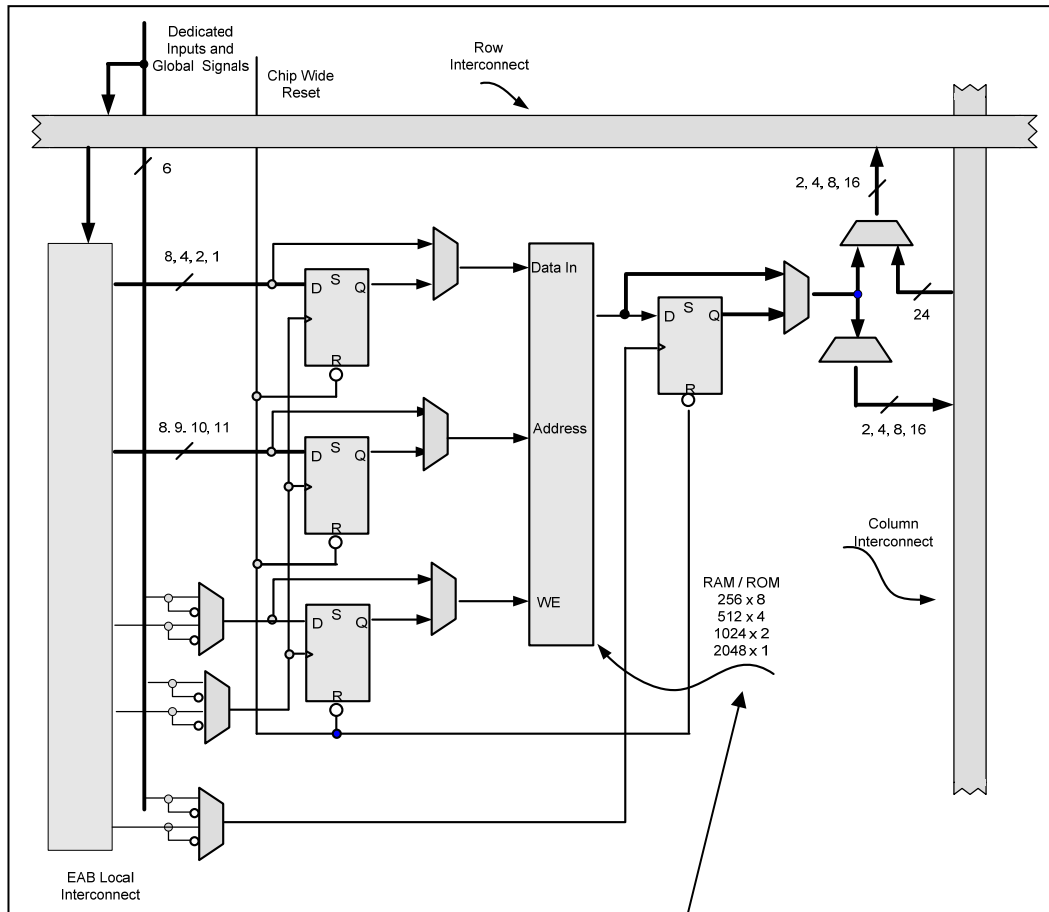 Dedicated
Inputs and
Global Signals
Chip Wide
Reset
Row
Interconnect
6
2, 4, 8, 16
8, 4, 2, 1
D S Q
R
Data In
D S Q
R
24
2, 4, 8, 16
8. 9. 10, 11
D S Q
R
Address
Column
Interconnect
RAM / ROM
256 x 8
512 x 4
1024 x 2
2048 x 1
D S Q
R
WE
EAB Local
Interconnect